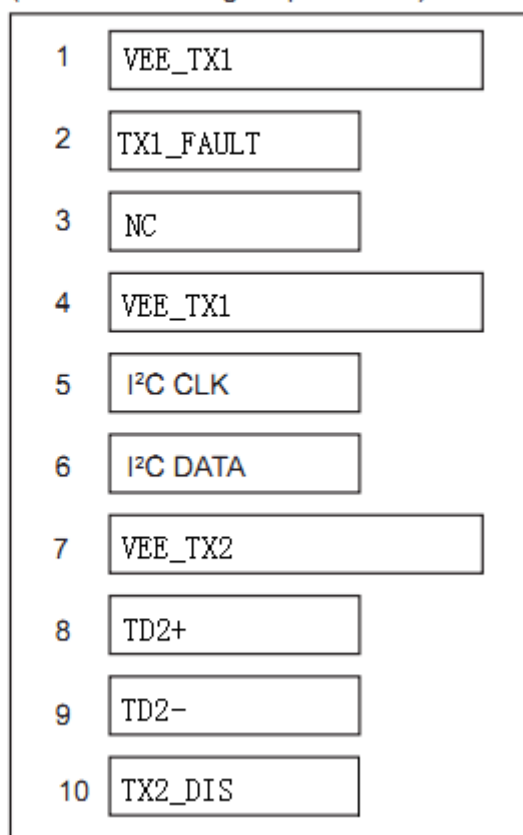 1 VEE_TX1
2 TX1_FAULT
3 NC
4 VEE_TX1
5 I²C CLK
6 I²C DATA
7 VEE_TX2
8 TD2+
9 TD2-
10 TX2_DIS